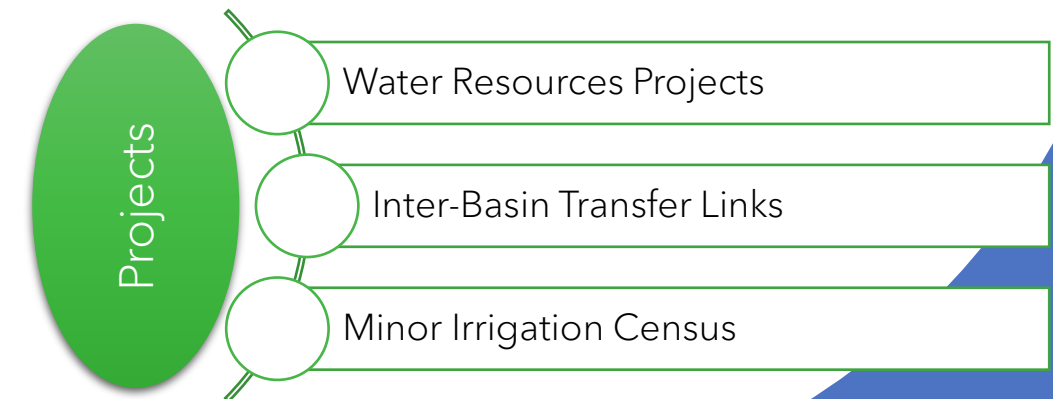 Projects
Water Resources Projects
Inter-Basin Transfer Links
Minor Irrigation Census